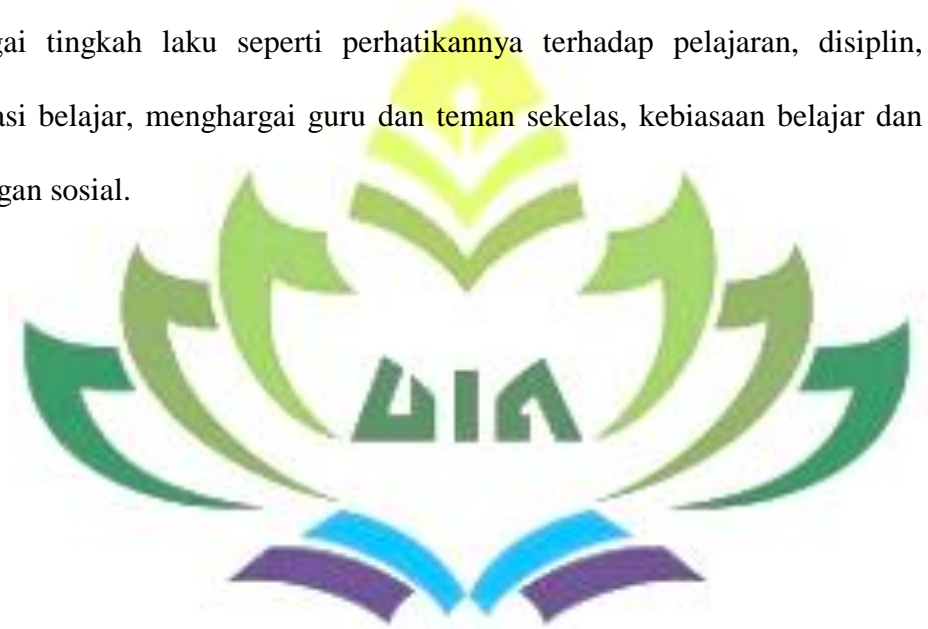 gai tingkah laku seperti perhatikannya terhadap pelajaran, disiplin,
asi belajar, menghargai guru dan teman sekelas, kebiasaan belajar dan
gan sosial.
UIN